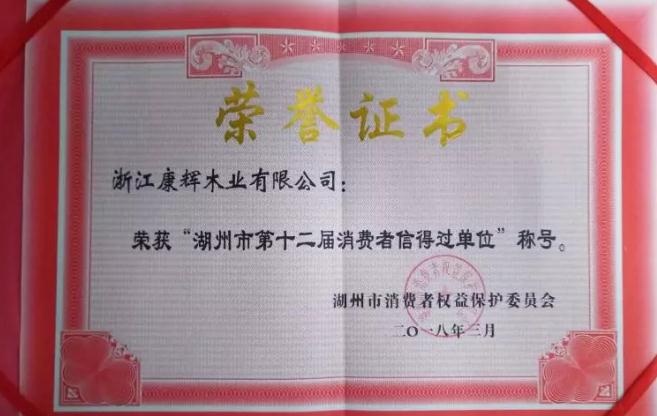 荣誉证书
浙江康辉木业有限公司：
荣获“湖州市第十二届消费者信得过单位”称号。
湖州市消费者权益保护委员会
二〇一八年三月